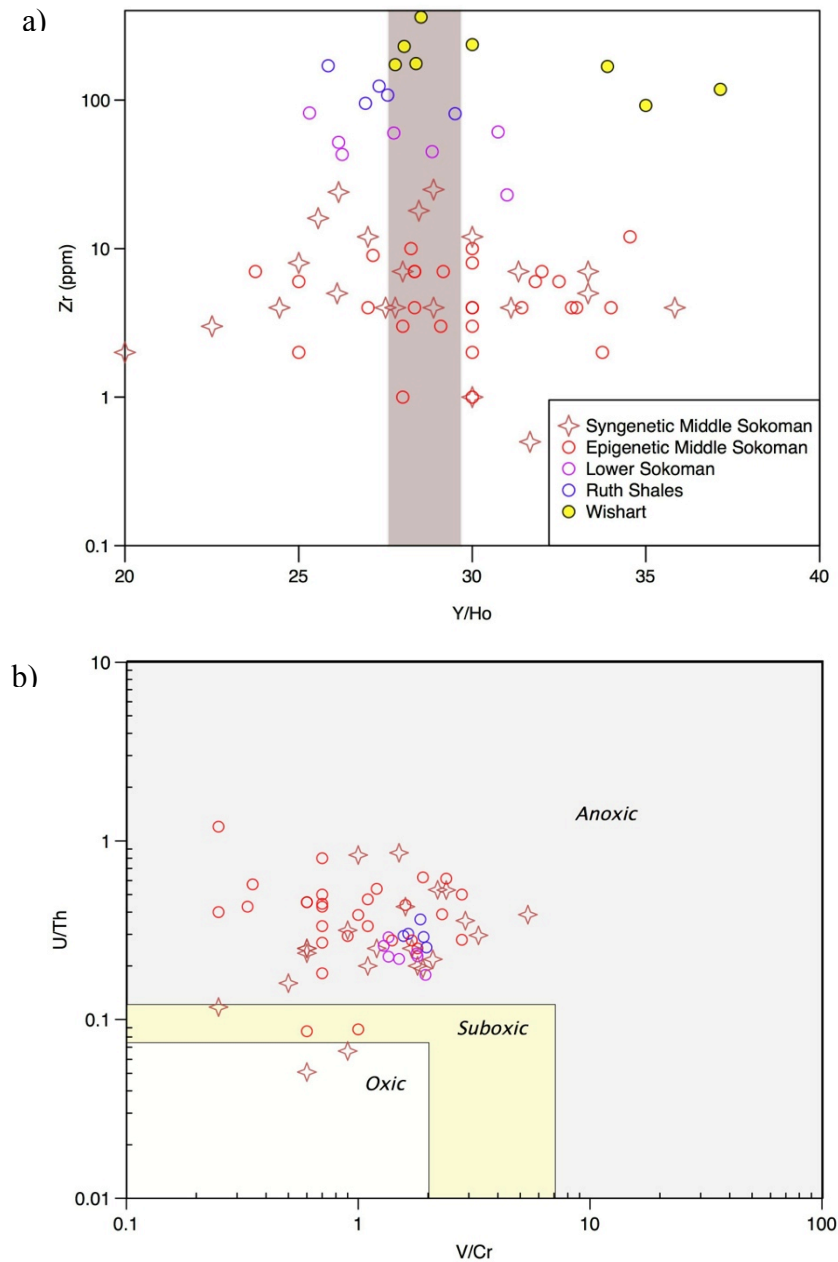 a)
100
10
1
0.1
Zr (ppm)
20
25
30
35
40
Y/Ho
Syngenetic Middle Sokoman
Epigenetic Middle Sokoman
Lower Sokoman
Ruth Shales
Wishart
b)
10
1
0.1
0.01
U/Th
Anoxic
Suboxic
Oxic
0.1
1
10
100
V/Cr